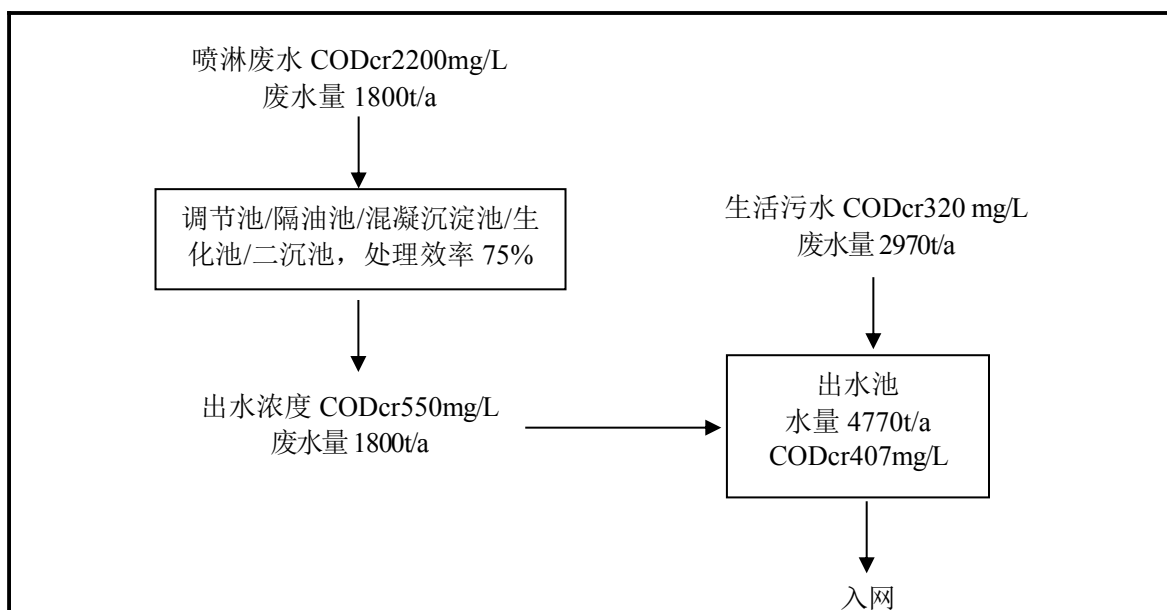 喷淋废水 CODcr2200mg/L
废水量 1800t/a
调节池/隔油池/混凝沉淀池/生
化池/二沉池，处理效率 75%
生活污水 CODcr320 mg/L
废水量 2970t/a
出水浓度 CODcr550mg/L
废水量 1800t/a
出水池
水量 4770t/a
CODcr407mg/L
入网